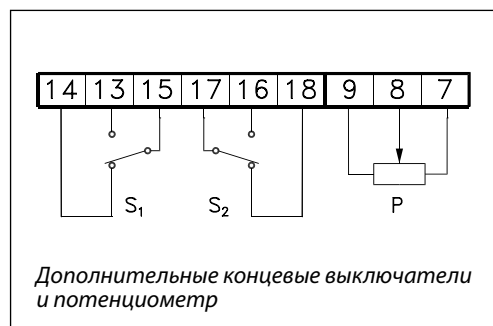 14 13 15 17 16 18 9 8 7
S₁ S₂ P
Дополнительные концевые выключатели
и потенциометр